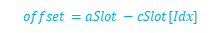 offset = aSlot − cSlot[Idx]